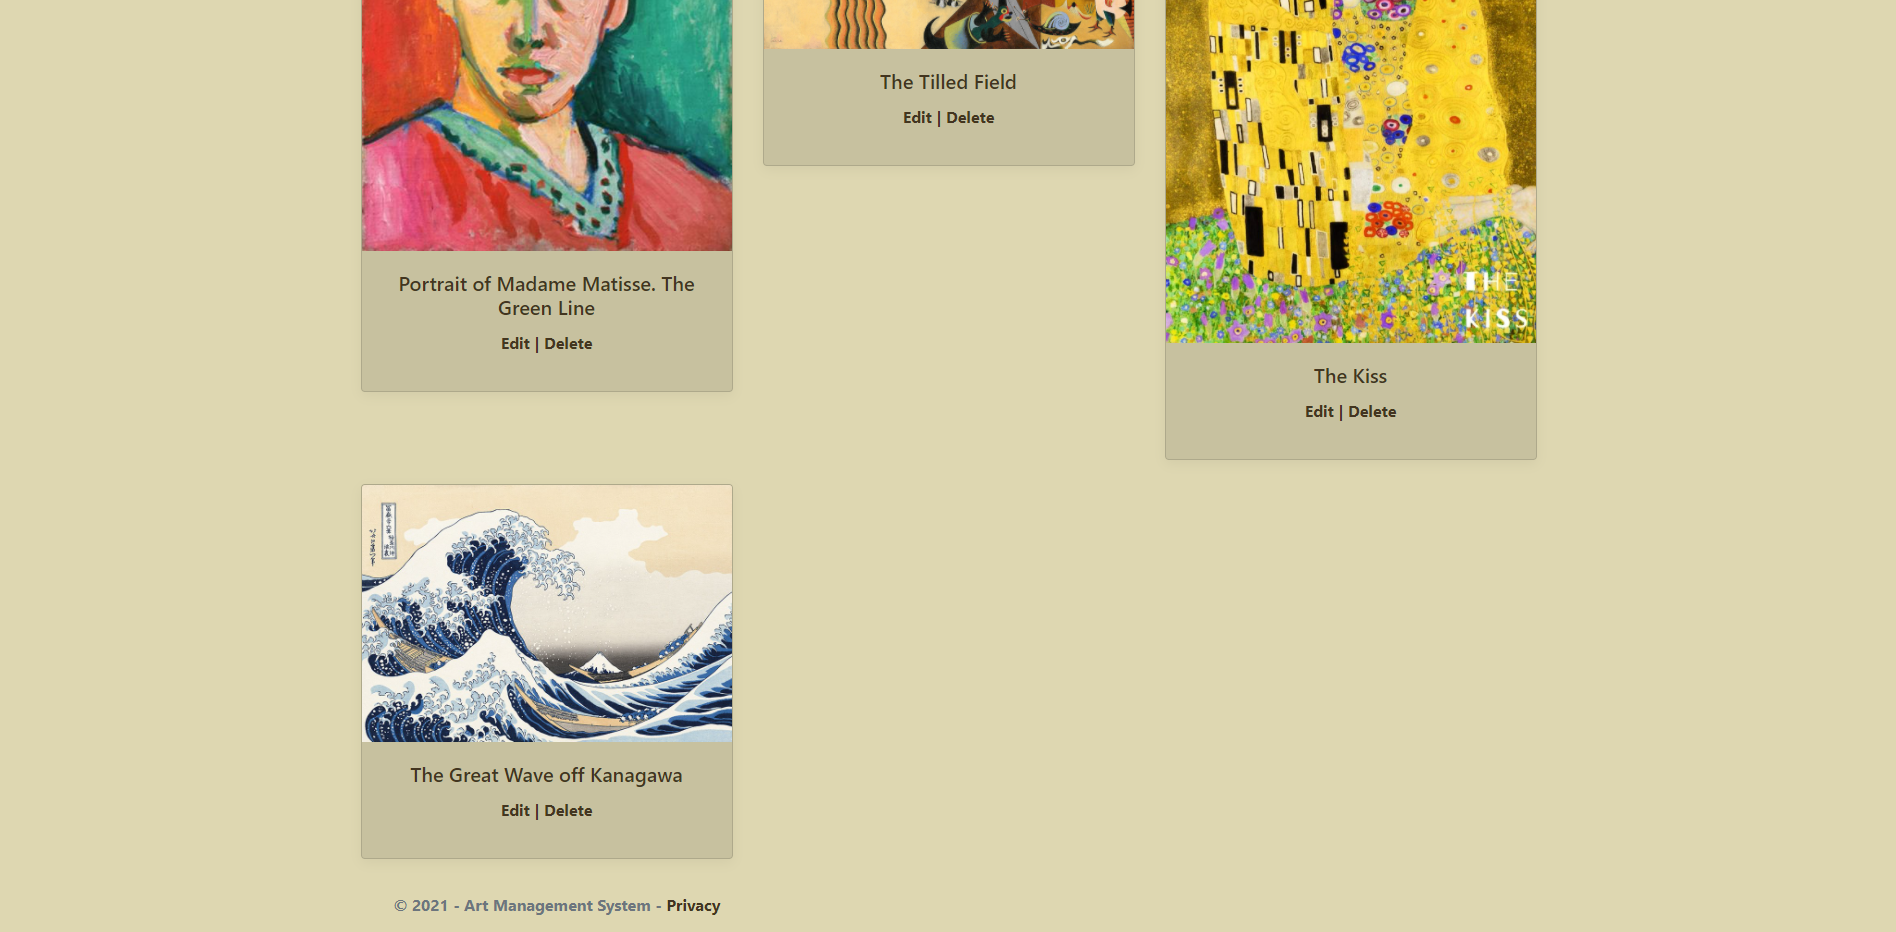 The Tilled Field
Edit | Delete
Portrait of Madame Matisse. The
Green Line
Edit | Delete
THE
KISS
The Kiss
Edit | Delete
The Great Wave off Kanagawa
Edit | Delete
© 2021 - Art Management System - Privacy